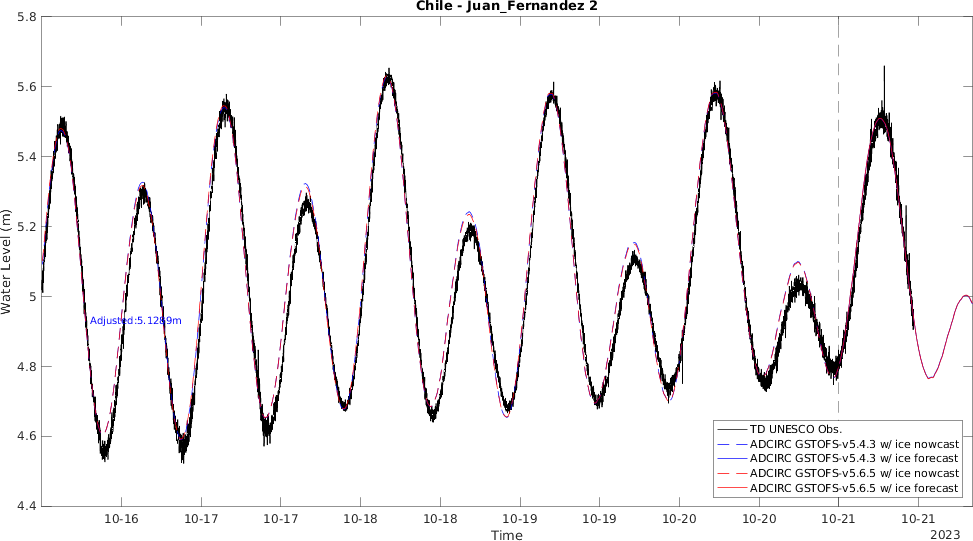 Chile - Juan_Fernandez 2
5.8
5.6
5.4
5.2
5
4.8
4.6
4.4
Water Level (m)
Adjusted:5.1289m
TD UNESCO Obs.
ADCIRC GSTOFS-v5.4.3 w/ ice nowcast
ADCIRC GSTOFS-v5.4.3 w/ ice forecast
ADCIRC GSTOFS-v5.6.5 w/ ice nowcast
ADCIRC GSTOFS-v5.6.5 w/ ice forecast
10-16 10-17 10-17 10-18 10-18 10-19 10-19 10-20 10-20 10-21 10-21
Time
2023